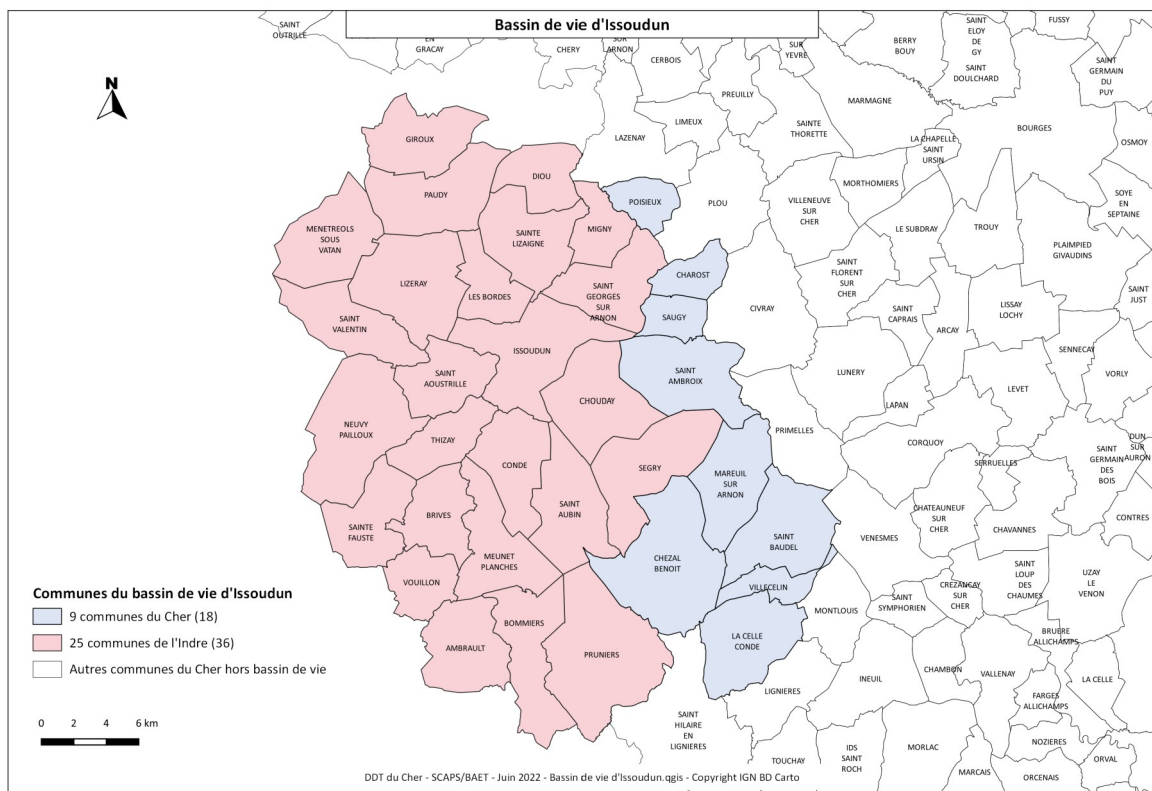 Bassin de vie d'Issoudun
SAINT
OUTRILLE
EN
GRACAY
CHERY
SUR
ARNON
CERBOIS
SUR
YEVRE
BERRY
BOUY
SAINT
ELOY
DE
GY
FUSSY
SAINT
DOULCHARD
SAINT
GERMAIN
DU
PUY
N
PREUILLY
MARMAGNE
GIROUX
LAZENAY
LIMEUX
SAINTE
THORETTE
LA CHAPELLE
SAINT
URSIN
BOURGES
OSMOY
DIOU
PAUDY
POISIEUX
PLOU
VILLENEUVE
SUR
CHER
MORTHOMIERS
SOYE
EN
SEPTAINE
MENETREOLS
SOUS
VATAN
SAINTE
LIZAIGNE
MIGNY
LE SUBDRAY
TROUY
PLAIMPIED
GIVAUDINS
LIZERAY
LES BORDES
SAINT
GEORGES
SUR
ARNON
CHAROST
SAINT
FLORENT
SUR
CHER
SAINT
JUST
SAINT
VALENTIN
SAUGY
CIVRAY
SAINT
CAPRAIS
ARCAY
LISSAY
LOCHY
ISSOUDUN
SENNECAY
SAINT
AOUSTRILLE
SAINT
AMBROIX
LUNERY
LEVET
VORLY
CHOUDAY
LAPAN
NEUVY
PAILLOUX
THIZAY
PRIMELLES
CORQUOY
DUN
SUR
AURON
CONDE
SEGRY
MAREUIL
SUR
ARNON
SERRUELLES
SAINT
GERMAIN
DES
BOIS
SAINT
AUBIN
CHATEAUNEUF
SUR
CHER
SAINTE
FAUSTE
BRIVES
CHEZAL
BENOIT
SAINT
BAUDEL
VENESMES
CHAVANNES
CONTRES
MEUNET
PLANCHES
VOUILLON
VILLECELIN
SAINT
SYMPHORIEN
CREZANCAY
SUR
CHER
SAINT
LOUP
DES
CHAUMES
UZAY
LE
VENON
BOMMIERS
MONTLOUIS
AMBRAULT
PRUNIERS
LA CELLE
CONDE
BRUERE
ALLICHAMPS
INEUIL
CHAMBON
VALLENAY
LA CELLE
LIGNIERES
FARGES
ALLICHAMPS
SAINT
HILAIRE
EN
LIGNIERES
TOUCHAY
IDS
SAINT
ROCH
MORLAC
MARCAIS
NOZIERES
ORVAL
ORCENAIS
Communes du bassin de vie d'Issoudun
9 communes du Cher (18)
25 communes de l'Indre (36)
Autres communes du Cher hors bassin de vie
0 2 4 6 km
DDT du Cher - SCAPS/BAET - Juin 2022 - Bassin de vie d'Issoudun.qgis - Copyright IGN BD Carto